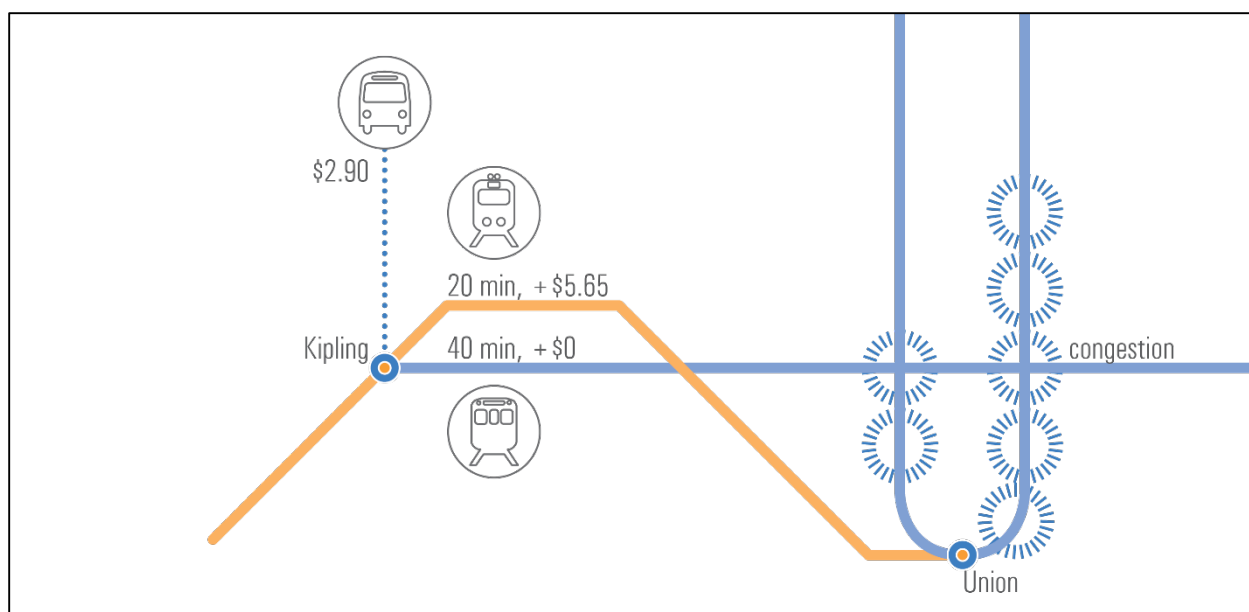 $2.90
20 min, + $5.65
Kipling
40 min, + $0
congestion
Union